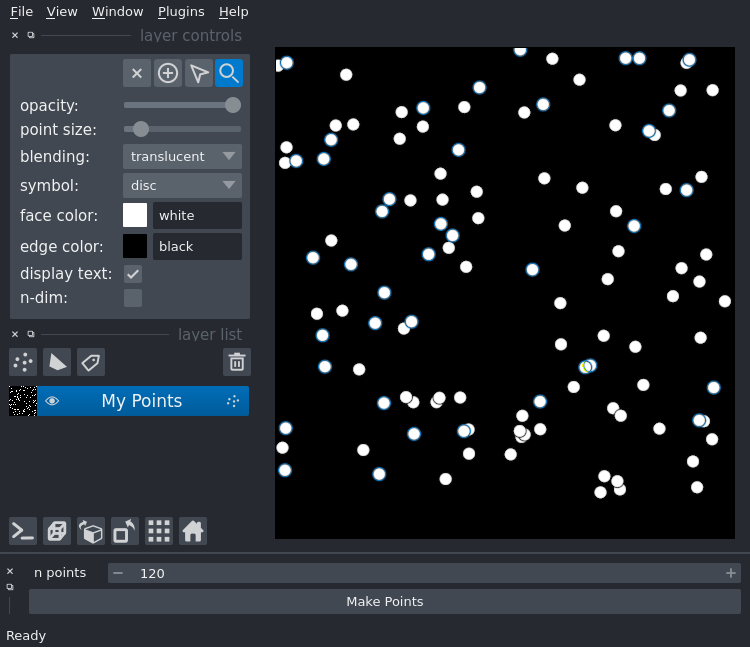 File View Window Plugins Help
layer controls
opacity:
point size:
blending: translucent
symbol: disc
face color: white
edge color: black
display text:
n-dim:
layer list
My Points
n points 120
Make Points
Ready